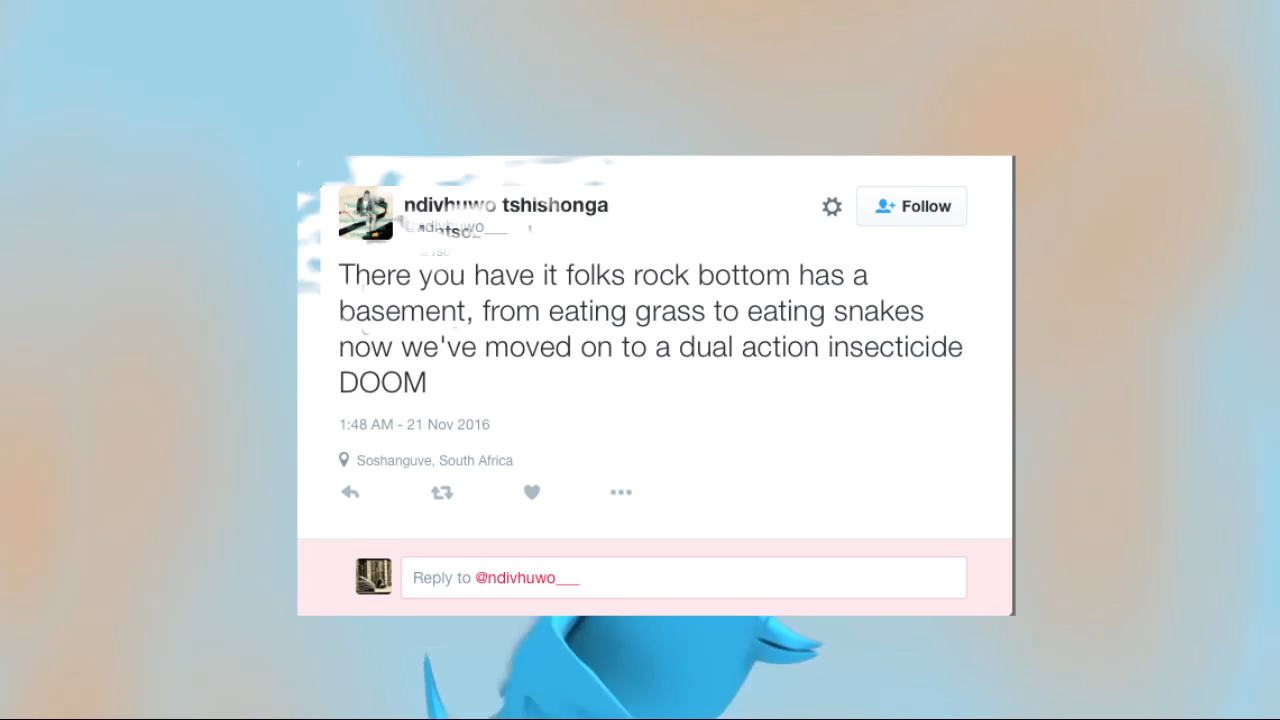 ndivhuwo tshishonga
Follow
There you have it folks rock bottom has a
basement, from eating grass to eating snakes
now we've moved on to a dual action insecticide
DOOM
1:48 AM - 21 Nov 2016
Soshanguve, South Africa
Reply to @ndivhuwo___